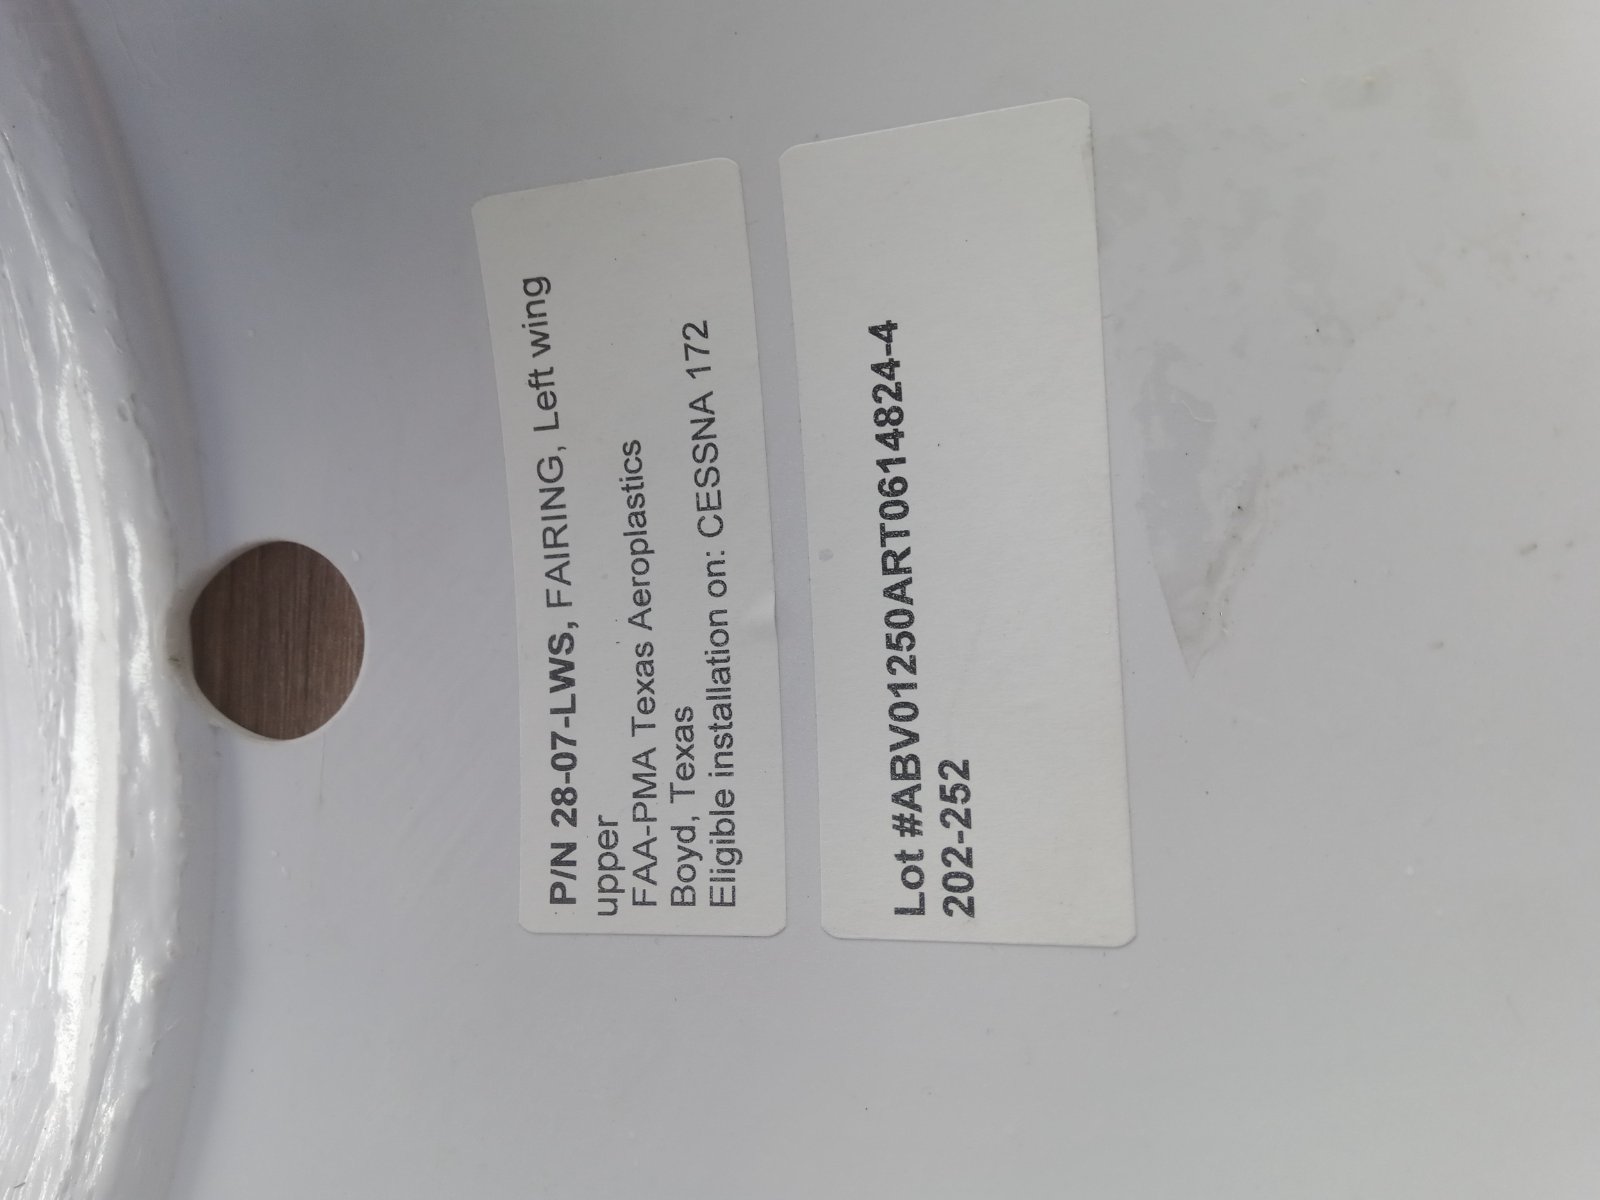 P/N 28-07-LWS, FAIRING, Left wing
upper
FAA-PMA Texas Aeroplastics
Boyd, Texas
Eligible installation on: CESSNA 172
Lot #ABV01250ART0614824-4
202-252